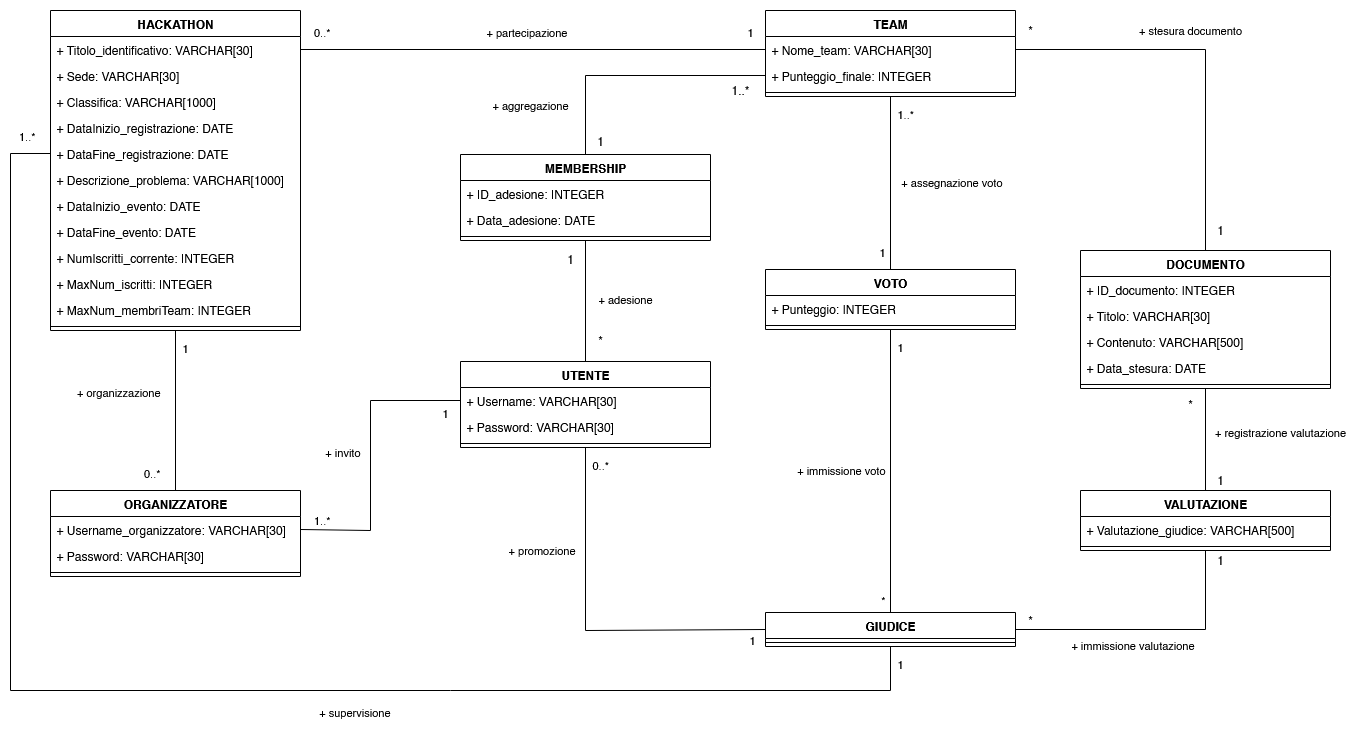 HACKATHON
+ Titolo_identificativo: VARCHAR[30]
+ Sede: VARCHAR[30]
+ Classifica: VARCHAR[1000]
+ DataInizio_registrazione: DATE
+ DataFine_registrazione: DATE
+ Descrizione_problema: VARCHAR[1000]
+ DataInizio_evento: DATE
+ DataFine_evento: DATE
+ NumIscritti_corrente: INTEGER
+ MaxNum_iscritti: INTEGER
+ MaxNum_membriTeam: INTEGER
0..*
+ partecipazione
1
TEAM
+ Nome_team: VARCHAR[30]
+ Punteggio_finale: INTEGER
*
+ stesura documento
1
1..*
+ aggregazione
1
MEMBERSHIP
+ ID_adesione: INTEGER
+ Data_adesione: DATE
1..*
+ assegnazione voto
1
VOTO
+ Punteggio: INTEGER
DOCUMENTO
+ ID_documento: INTEGER
+ Titolo: VARCHAR[30]
+ Contenuto: VARCHAR[500]
+ Data_stesura: DATE
1
+ adesione
*
UTENTE
+ Username: VARCHAR[30]
+ Password: VARCHAR[30]
1..*
1
+ organizzazione
0..*
ORGANIZZATORE
+ Username_organizzatore: VARCHAR[30]
+ Password: VARCHAR[30]
1
+ invito
1..*
0..*
+ promozione
1
1
+ immissione voto
*
GIUDICE
*
+ registrazione valutazione
1
VALUTAZIONE
+ Valutazione_giudice: VARCHAR[500]
1
*
+ immissione valutazione
1
+ supervisione